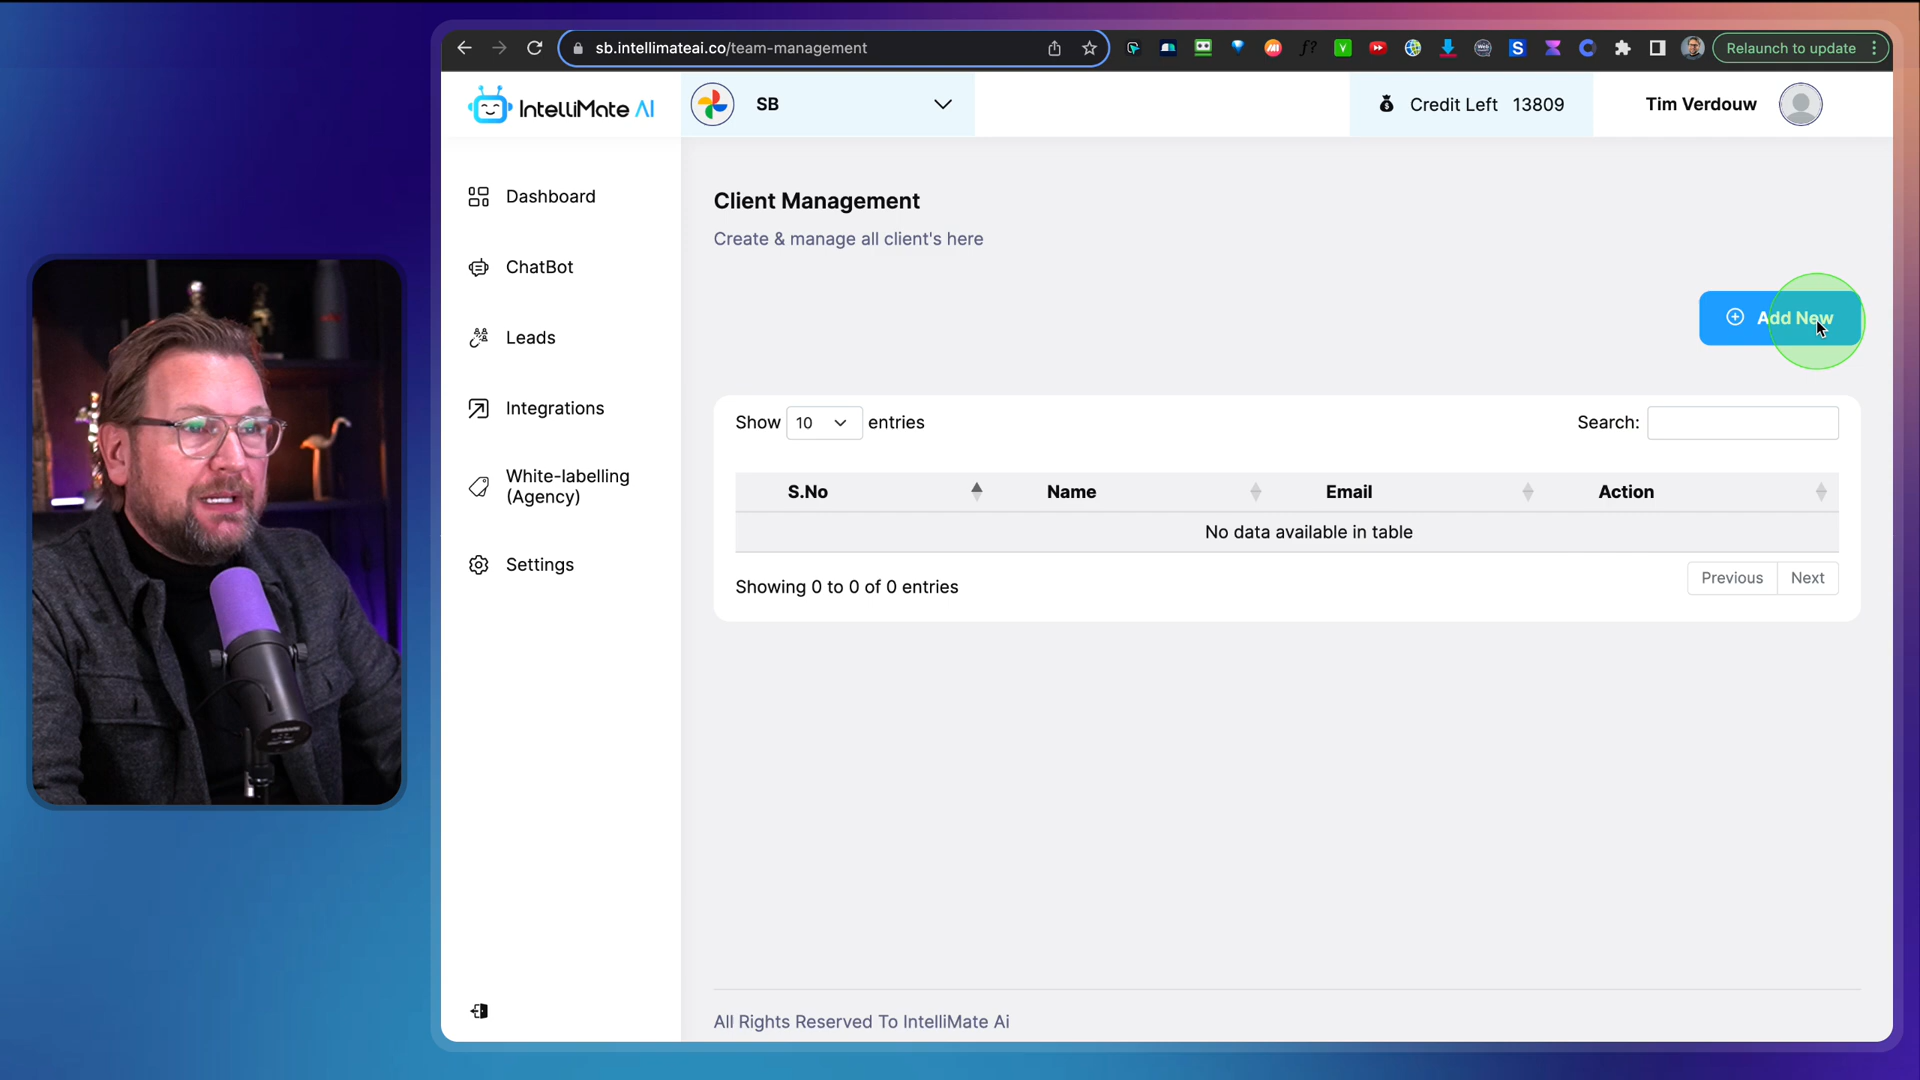 sb.intellimateai.co/team-management
Relaunch to update
IntelliMate AI
SB
Credit Left 13809
Tim Verdouw
Dashboard
ChatBot
Leads
Integrations
White-labelling
(Agency)
Settings
Client Management
Create & manage all client's here
Add New
Show 10 entries
Search:
S.No Name Email Action
No data available in table
Showing 0 to 0 of 0 entries
Previous Next
All Rights Reserved To IntelliMate Ai